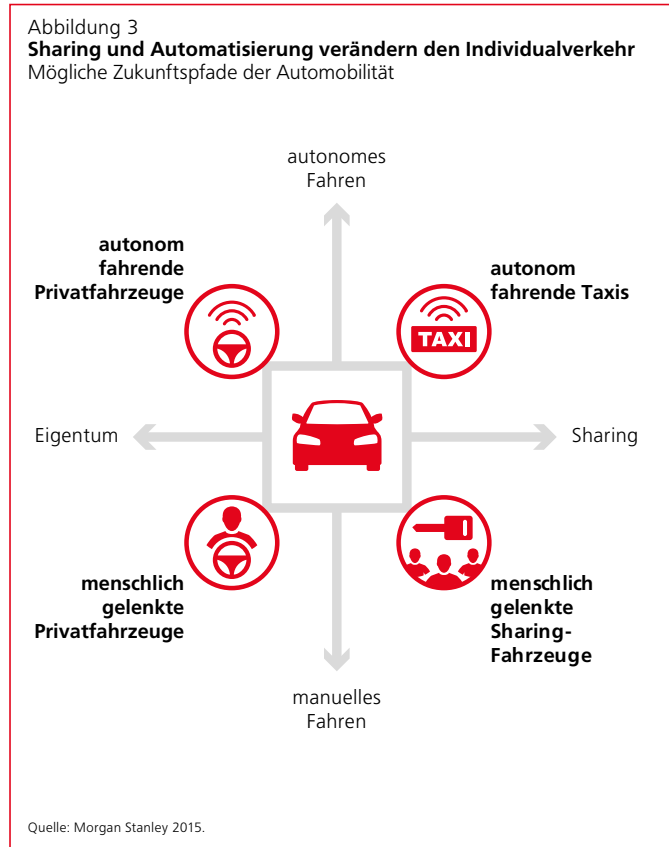 Abbildung 3
Sharing und Automatisierung verändern den Individualverkehr
Mögliche Zukunftspfade der Automobilität
autonomes
Fahren
autonom
fahrende
Privatfahrzeuge
autonom
fahrende Taxis
TAXI
Eigentum
Sharing
menschlich
gelenkte
Privatfahrzeuge
menschlich
gelenkte
Sharing-
Fahrzeuge
manuelles
Fahren
Quelle: Morgan Stanley 2015.